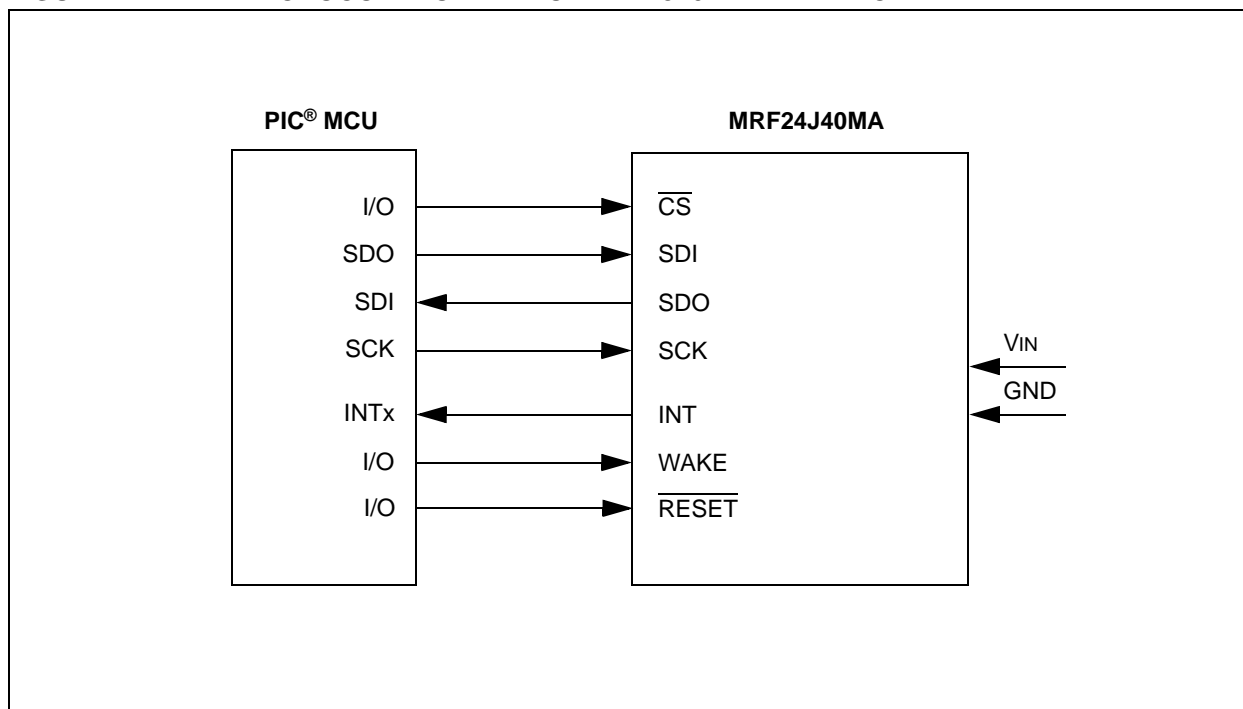 PIC® MCU
MRF24J40MA
I/O
CS
SDO
SDI
SDI
SDO
SCK
SCK
INTx
INT
I/O
WAKE
I/O
RESET
VIN
GND